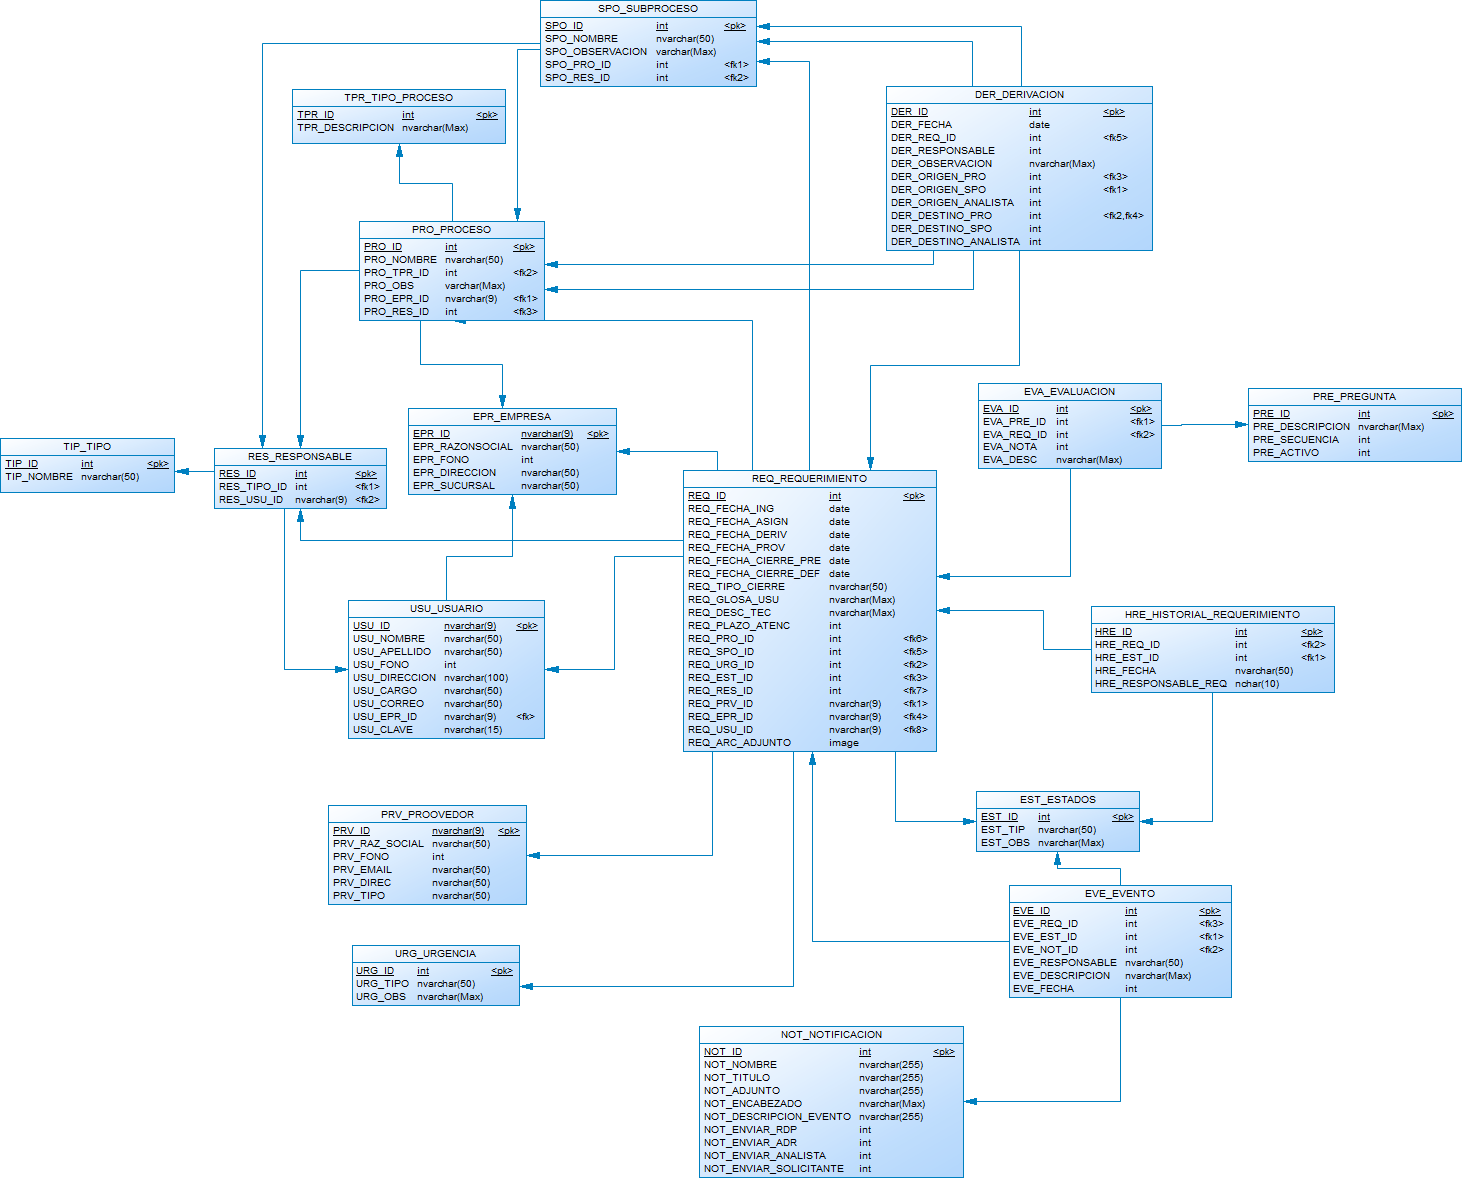 SPO_SUBPROCESO
SPO_ID int <pk>
SPO_NOMBRE nvarchar(50)
SPO_OBSERVACION varchar(Max)
SPO_PRO_ID int <fk1>
SPO_RES_ID int <fk2>
TPR_TIPO_PROCESO
TPR_ID int <pk>
TPR_DESCRIPCION nvarchar(Max)
DER_DERIVACION
DER_ID int <pk>
DER_FECHA date
DER_REQ_ID int <fk5>
DER_RESPONSABLE int
DER_OBSERVACION nvarchar(Max)
DER_ORIGEN_PRO int <fk3>
DER_ORIGEN_SPO int <fk1>
DER_ORIGEN_ANALISTA int
DER_DESTINO_PRO int <fk2,fk4>
DER_DESTINO_SPO int
DER_DESTINO_ANALISTA int
PRO_PROCESO
PRO_ID int <pk>
PRO_NOMBRE nvarchar(50)
PRO_TPR_ID int <fk2>
PRO_OBS varchar(Max)
PRO_EPR_ID nvarchar(9) <fk1>
PRO_RES_ID int <fk3>
EVA_EVALUACION
EVA_ID int <pk>
EVA_PRE_ID int <fk1>
EVA_REQ_ID int <fk2>
EVA_NOTA int
EVA_DESC nvarchar(Max)
PRE_PREGUNTA
PRE_ID int <pk>
PRE_DESCRIPCION nvarchar(Max)
PRE_SECUENCIA int
PRE_ACTIVO int
EPR_EMPRESA
EPR_ID nvarchar(9) <pk>
EPR_RAZONSOCIAL nvarchar(50)
EPR_FONO int
EPR_DIRECCION nvarchar(50)
EPR_SUCURSAL nvarchar(50)
TIP_TIPO
TIP_ID int <pk>
TIP_NOMBRE nvarchar(50)
RES_RESPONSABLE
RES_ID int <pk>
RES_TIPO_ID int <fk1>
RES_USU_ID nvarchar(9) <fk2>
REQ_REQUERIMIENTO
REQ_ID int <pk>
REQ_FECHA_ING date
REQ_FECHA_ASIGN date
REQ_FECHA_DERIV date
REQ_FECHA_PROV date
REQ_FECHA_CIERRE_PRE date
REQ_FECHA_CIERRE_DEF date
REQ_TIPO_CIERRE nvarchar(50)
REQ_GLOSA_USU nvarchar(Max)
REQ_DESC_TEC nvarchar(Max)
REQ_PLAZO_ATENC int
REQ_PRO_ID int <fk6>
REQ_SPO_ID int <fk5>
REQ_URG_ID int <fk2>
REQ_EST_ID int <fk3>
REQ_RES_ID int <fk7>
REQ_PRV_ID nvarchar(9) <fk1>
REQ_EPR_ID nvarchar(9) <fk4>
REQ_USU_ID nvarchar(9) <fk8>
REQ_ARC_ADJUNTO image
USU_USUARIO
USU_ID nvarchar(9) <pk>
USU_NOMBRE nvarchar(50)
USU_APELLIDO nvarchar(50)
USU_FONO int
USU_DIRECCION nvarchar(100)
USU_CARGO nvarchar(50)
USU_CORREO nvarchar(50)
USU_EPR_ID nvarchar(9) <fk>
USU_CLAVE nvarchar(15)
HRE_HISTORIAL_REQUERIMIENTO
HRE_ID int <pk>
HRE_REQ_ID int <fk2>
HRE_EST_ID int <fk1>
HRE_FECHA nvarchar(50)
HRE_RESPONSABLE_REQ nchar(10)
PRV_PROOVEDOR
PRV_ID nvarchar(9) <pk>
PRV_RAZ_SOCIAL nvarchar(50)
PRV_FONO int
PRV_EMAIL nvarchar(50)
PRV_DIREC nvarchar(50)
PRV_TIPO nvarchar(50)
EST_ESTADOS
EST_ID int <pk>
EST_TIP nvarchar(50)
EST_OBS nvarchar(Max)
EVE_EVENTO
EVE_ID int <pk>
EVE_REQ_ID int <fk3>
EVE_EST_ID int <fk1>
EVE_NOT_ID int <fk2>
EVE_RESPONSABLE nvarchar(50)
EVE_DESCRIPCION nvarchar(Max)
EVE_FECHA int
URG_URGENCIA
URG_ID int <pk>
URG_TIPO nvarchar(50)
URG_OBS nvarchar(Max)
NOT_NOTIFICACION
NOT_ID int <pk>
NOT_NOMBRE nvarchar(255)
NOT_TITULO nvarchar(255)
NOT_ADJUNTO nvarchar(255)
NOT_ENCABEZADO nvarchar(Max)
NOT_DESCRIPCION_EVENTO nvarchar(255)
NOT_ENVIAR_RDP int
NOT_ENVIAR_ADR int
NOT_ENVIAR_ANALISTA int
NOT_ENVIAR_SOLICITANTE int